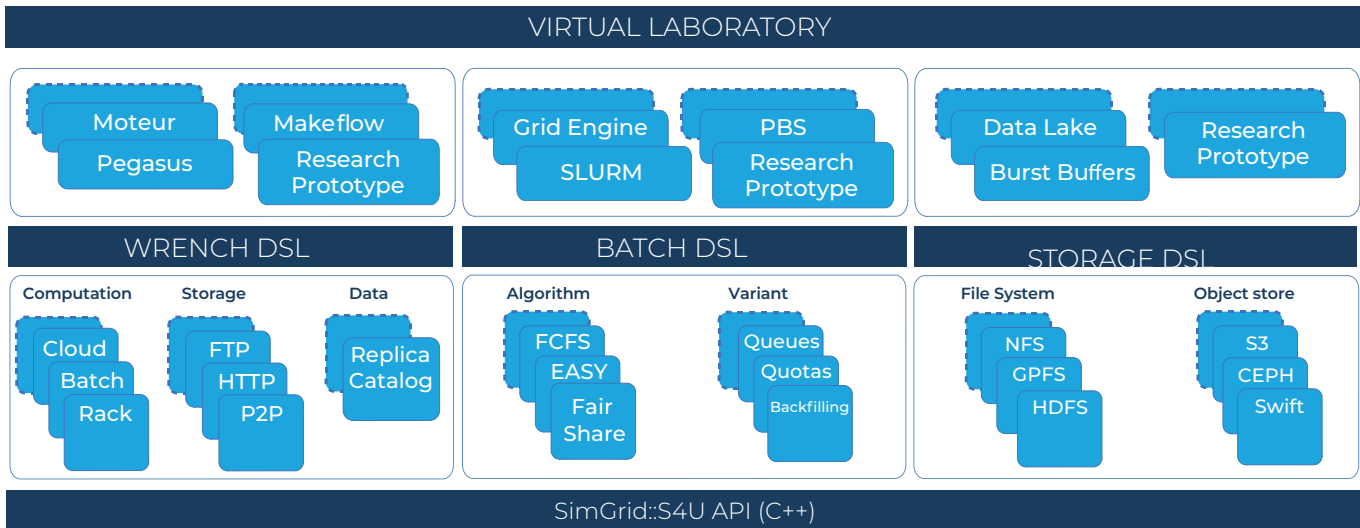 VIRTUAL LABORATORY
Moteur
Pegasus
Makeflow
Research
Prototype
Grid Engine
SLURM
PBS
Research
Prototype
Data Lake
Burst Buffers
Research
Prototype
WRENCH DSL
BATCH DSL
STORAGE DSL
Computation
Storage
Data
Cloud
Batch
Rack
FTP
HTTP
P2P
Replica
Catalog
Algorithm
Variant
FCFS
EASY
Fair
Share
Queues
Quotas
Backfilling
File System
Object store
NFS
GPFS
HDFS
S3
CEPH
Swift
SimGrid::S4U API (C++)